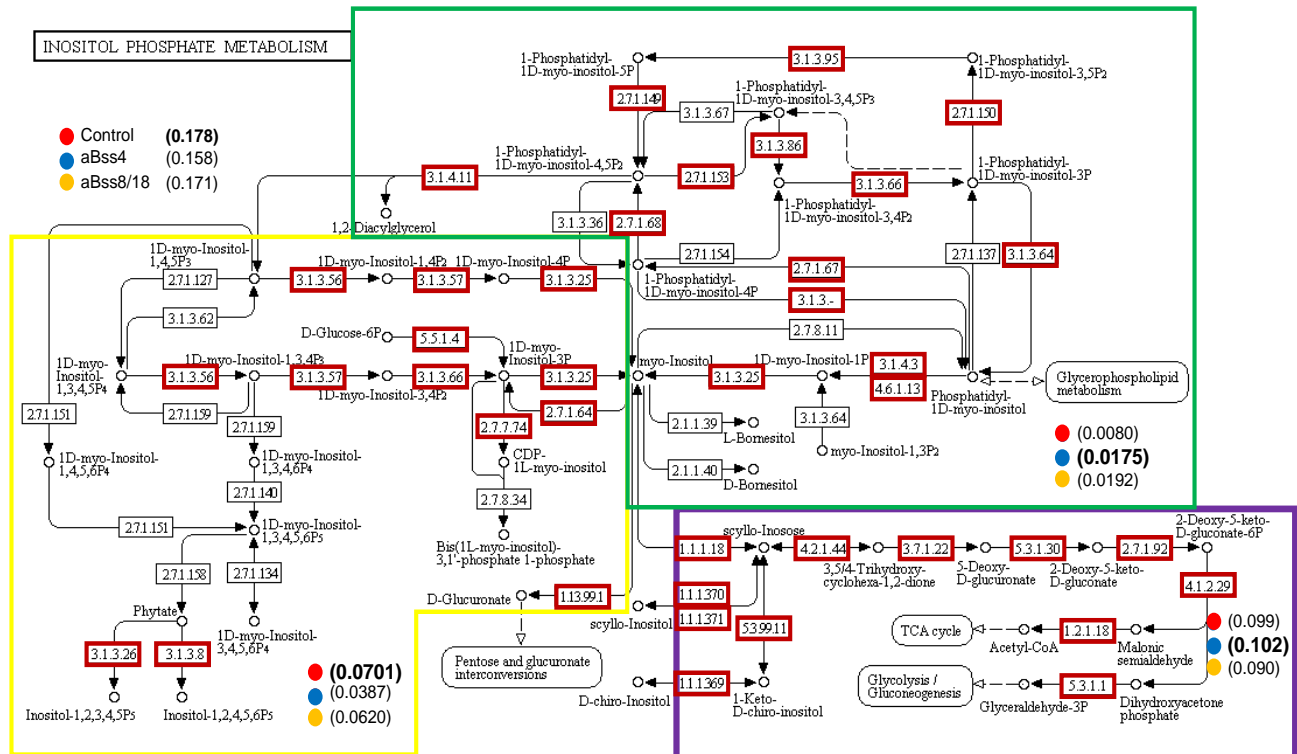 INOSITOL PHOSPHATE METABOLISM
Control (0.178)
aBss4 (0.158)
aBss8/18 (0.171)
1-Phosphatidyl-
1D-myo-inositol-5P
3.1.3.95
1-Phosphatidyl-
1D-myo-inositol-3,5P2
2.7.1.149
3.1.3.67
1-Phosphatidyl-
1D-myo-inositol-3,4,5P3
2.7.1.150
3.1.3.86
1-Phosphatidyl-
1D-myo-inositol-4,5P2
3.1.4.11
2.7.1.153
3.1.3.66
1-Phosphatidyl-
1D-myo-inositol-3P
1,2-Diacylglycerol
3.1.3.36
2.7.1.68
1-Phosphatidyl-
1D-myo-inositol-3,4P2
2.7.1.154
2.7.1.137
3.1.3.64
1D-myo-Inositol-
1,4,5P3
1D-myo-Inositol-1,4P2
1D-myo-Inositol-4P
1-Phosphatidyl-
1D-myo-inositol-4P
2.7.1.67
2.7.1.127
3.1.3.56
3.1.3.57
3.1.3.25
3.1.3.-
3.1.3.62
D-Glucose-6P
5.5.1.4
2.7.8.11
1D-myo-
Inositol-
1,3,4,5P4
1D-myo-Inositol-1,3,4P3
1D-myo-
Inositol-3P
myo-Inositol
1D-myo-Inositol-1P
3.1.4.3
3.1.3.56
3.1.3.57
3.1.3.66
3.1.3.25
3.1.3.25
4.6.1.13
Phosphatidyl-
1D-myo-inositol
Glycerophospholipid
metabolism
1D-myo-Inositol-
3,4P2
2.7.1.64
2.7.1.151
2.7.1.159
2.7.1.159
2.7.7.74
2.1.1.39
L-Bornesitol
3.1.3.64
myo-Inositol-1,3P2
(0.0080)
(0.0175)
(0.0192)
1D-myo-Inositol-
1,4,5,6P4
1D-myo-Inositol-
1,3,4,6P4
CDP-
1L-myo-inositol
2.1.1.40
D-Bornesitol
2.7.1.140
2.7.8.34
2.7.1.151
1D-myo-Inositol-
1,3,4,5,6P5
Bis(1L-myo-inositol)-
3,1'-phosphate 1-phosphate
scyllo-Inosose
2-Deoxy-5-keto-
D-gluconate-6P
1.1.1.18
4.2.1.44
3.7.1.22
5.3.1.30
2.7.1.92
3,5/4-Trihydroxy-
cyclohexa-1,2-dione
5-Deoxy-
D-glucuronate
2-Deoxy-5-keto-
D-gluconate
2.7.1.158
2.7.1.134
4.1.2.29
D-Glucuronate
1.13.99.1
1.1.1.370
1.1.1.371
scyllo-Inositol
5.3.99.11
Phytate
1D-myo-Inositol-
3,4,5,6P4
TCA cycle
Acetyl-CoA
1.2.1.18
Malonic
semialdehyde
(0.099)
(0.102)
(0.090)
3.1.3.26
3.1.3.8
Pentose and glucuronate
interconversions
(0.0701)
(0.0387)
(0.0620)
D-chiro-Inositol
1.1.1.369
1-Keto-
D-chiro-inositol
Glycolysis /
Gluconeogenesis
Glyceraldehyde-3P
5.3.1.1
Dihydroxyacetone
phosphate
Inositol-1,2,3,4,5P5
Inositol-1,2,4,5,6P5